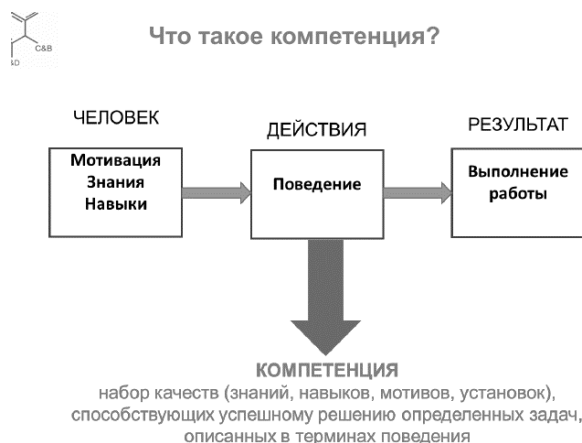 C&B
&D
Что такое компетенция?
ЧЕЛОВЕК
ДЕЙСТВИЯ
РЕЗУЛЬТАТ
Мотивация
Знания
Навыки
Поведение
Выполнение
работы
КОМПЕТЕНЦИЯ
набор качеств (знаний, навыков, мотивов, установок),
способствующих успешному решению определенных задач,
описанных в терминах поведения